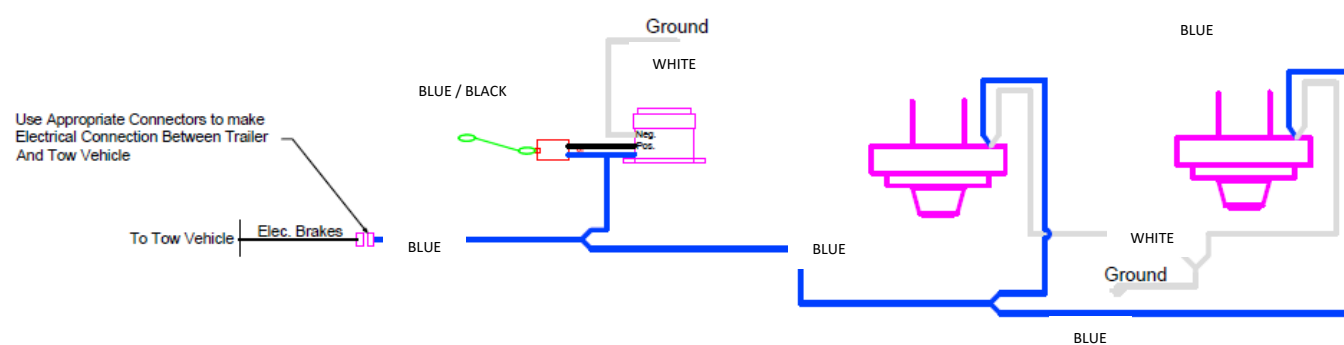 Ground
BLUE
WHITE
BLUE / BLACK
Use Appropriate Connectors to make
Electrical Connection Between Trailer
And Tow Vehicle
Neg.
Pos.
To Tow Vehicle
Elec. Brakes
BLUE
BLUE
WHITE
Ground
BLUE